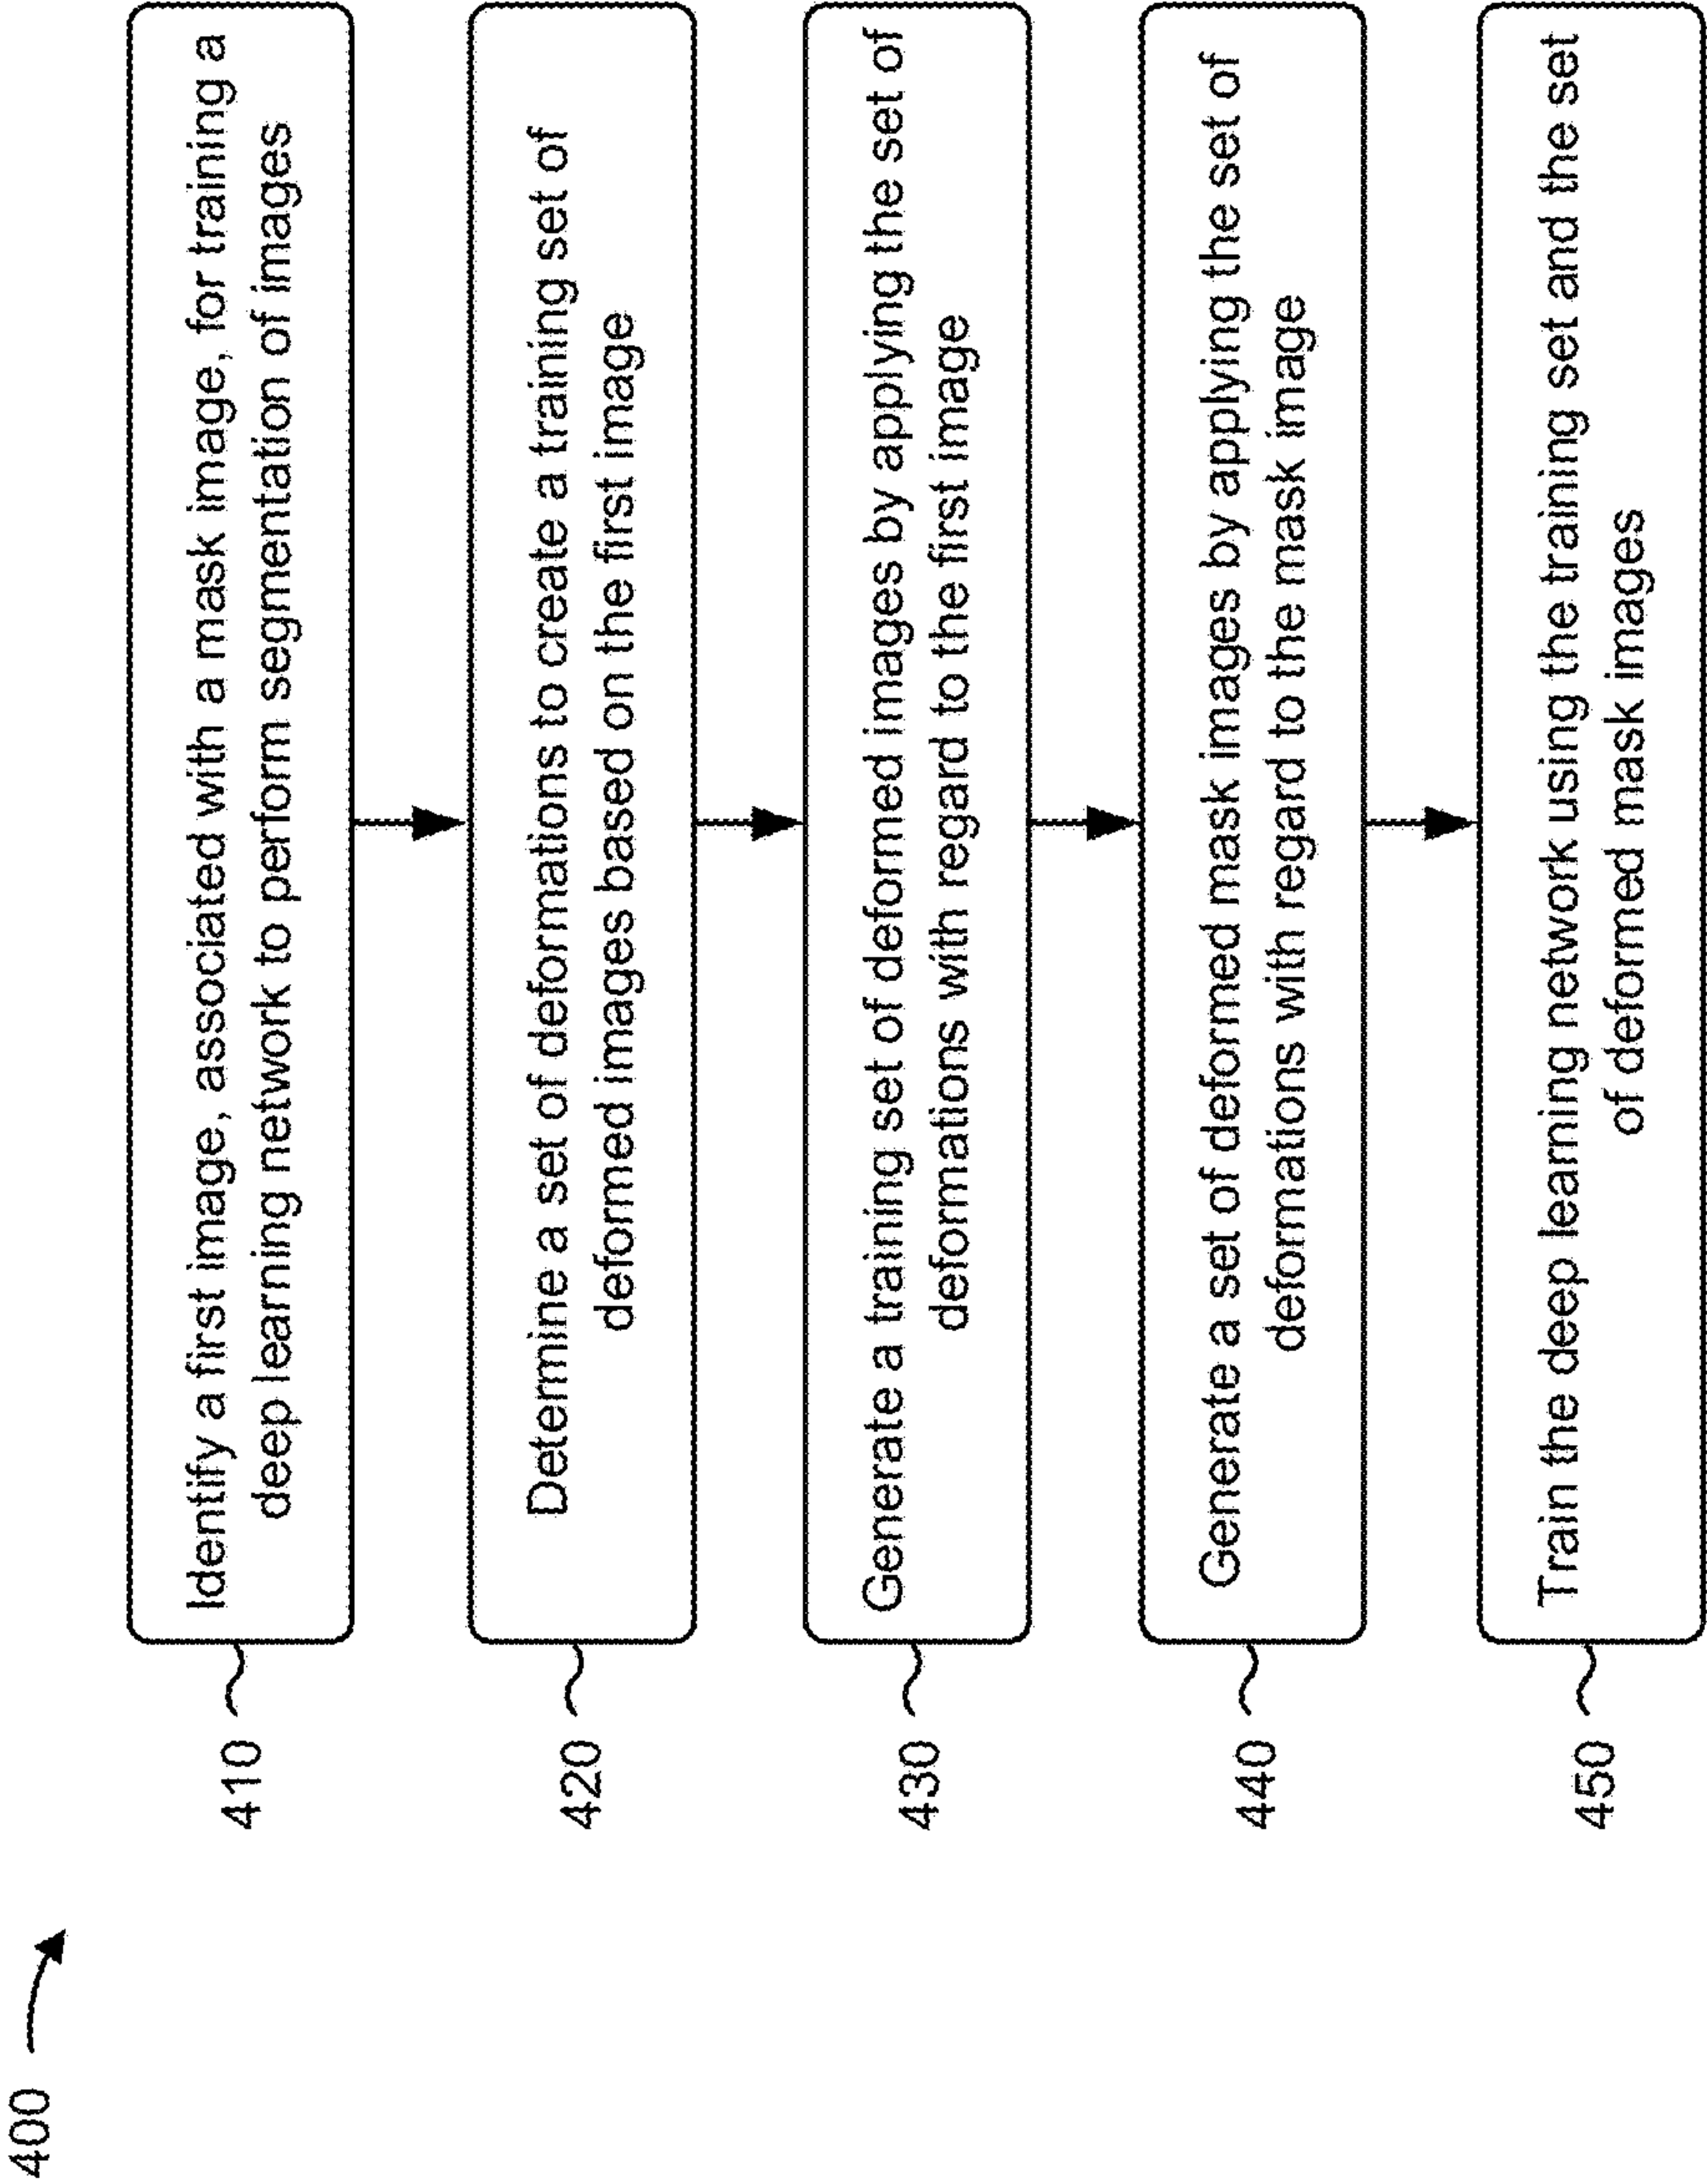 400
410
Identify a first image, associated with a mask image, for training a
deep learning network to perform segmentation of images
420
Determine a set of deformations to create a training set of
deformed images based on the first image
430
Generate a training set of deformed images by applying the set of
deformations with regard to the first image
440
Generate a set of deformed mask images by applying the set of
deformations with regard to the mask image
450
Train the deep learning network using the training set and the set
of deformed mask images